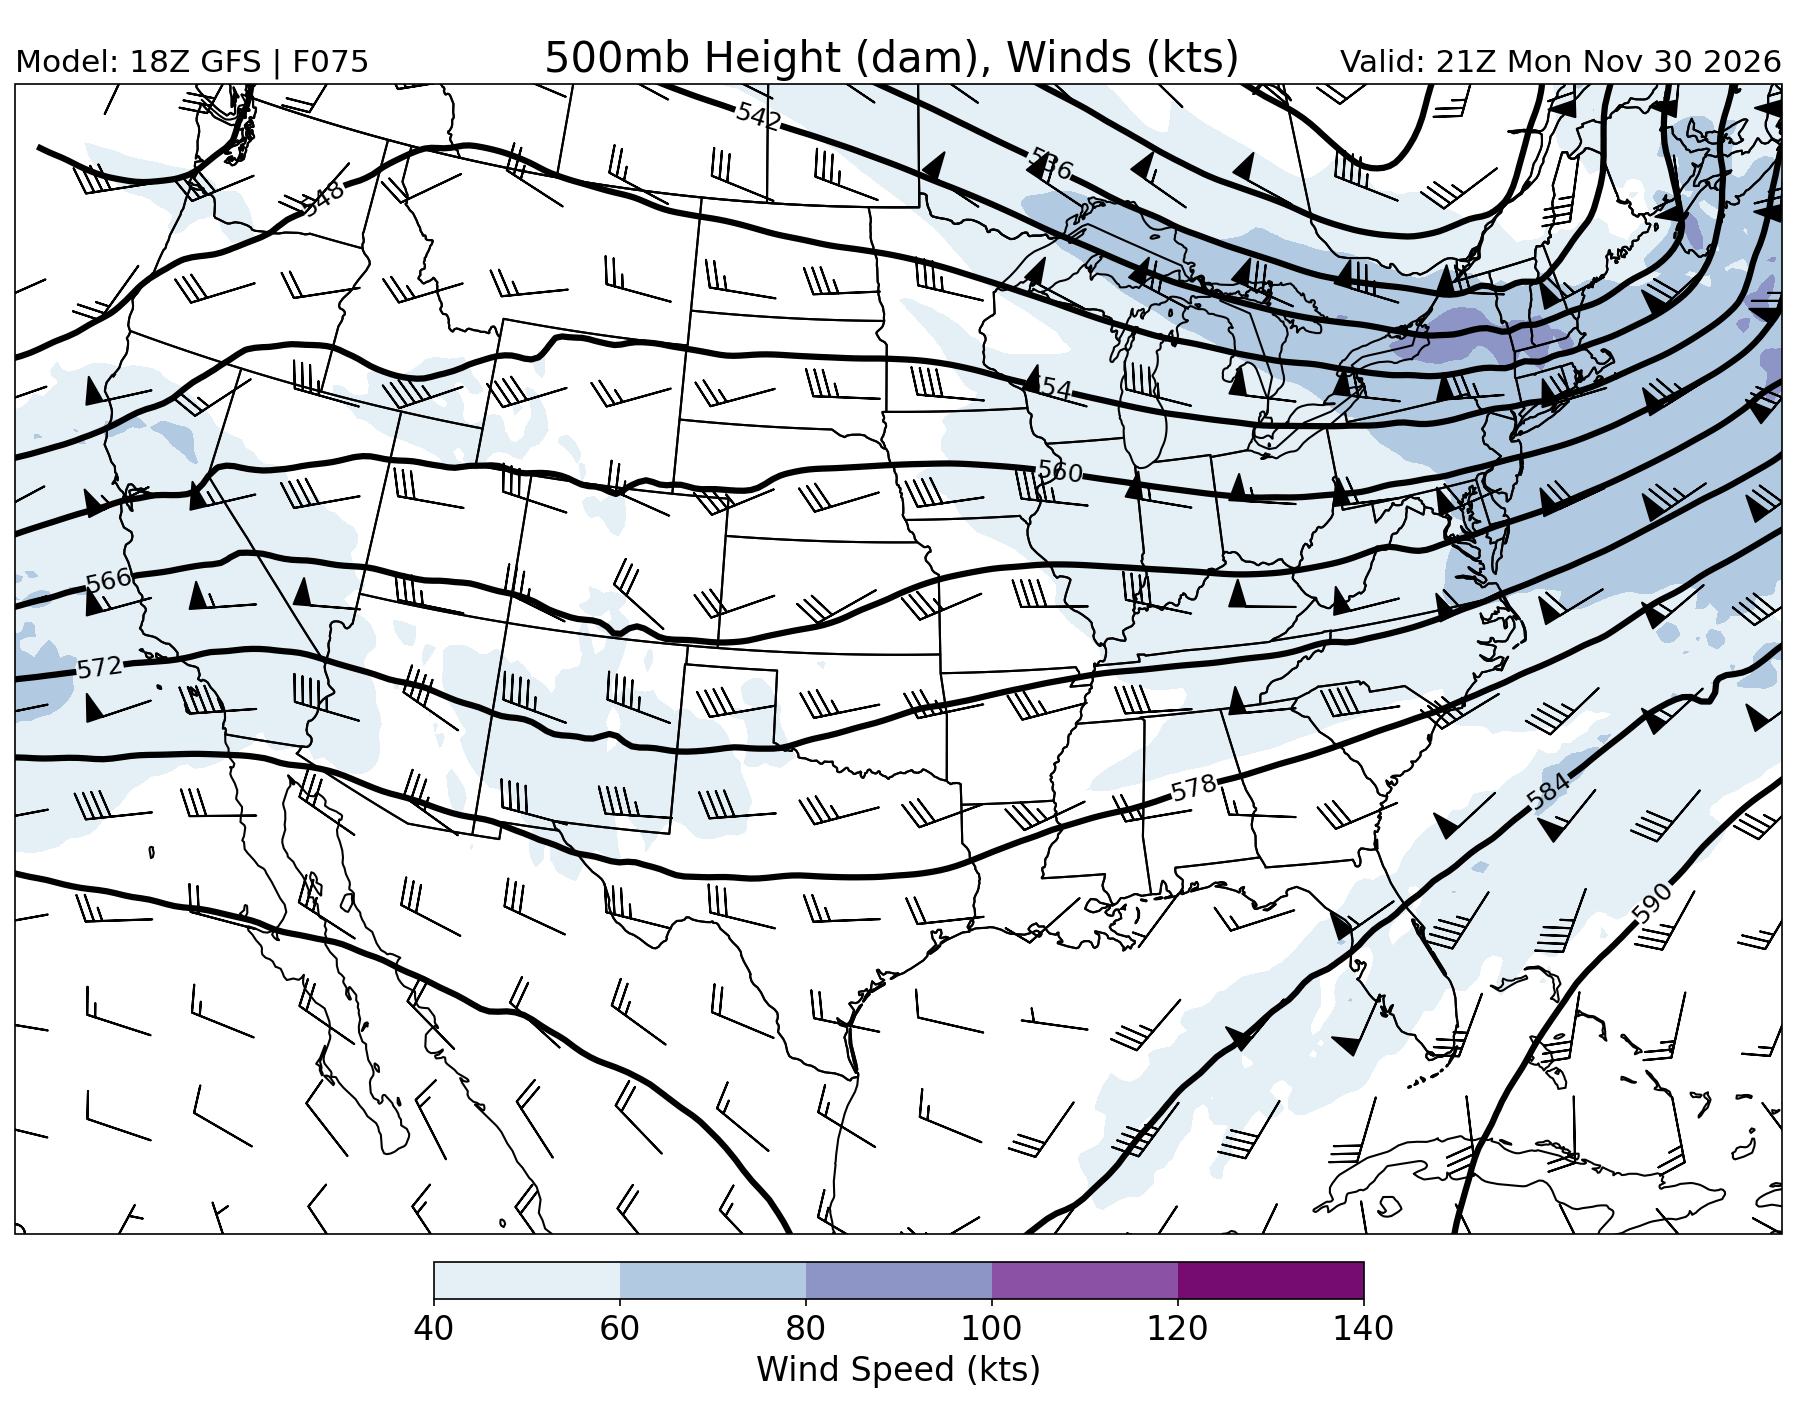 Model: 18Z GFS | F075
500mb Height (dam), Winds (kts)
Valid: 21Z Mon Nov 30 2026
542
536
548
554
560
566
572
578
584
590
40 60 80 100 120 140
Wind Speed (kts)